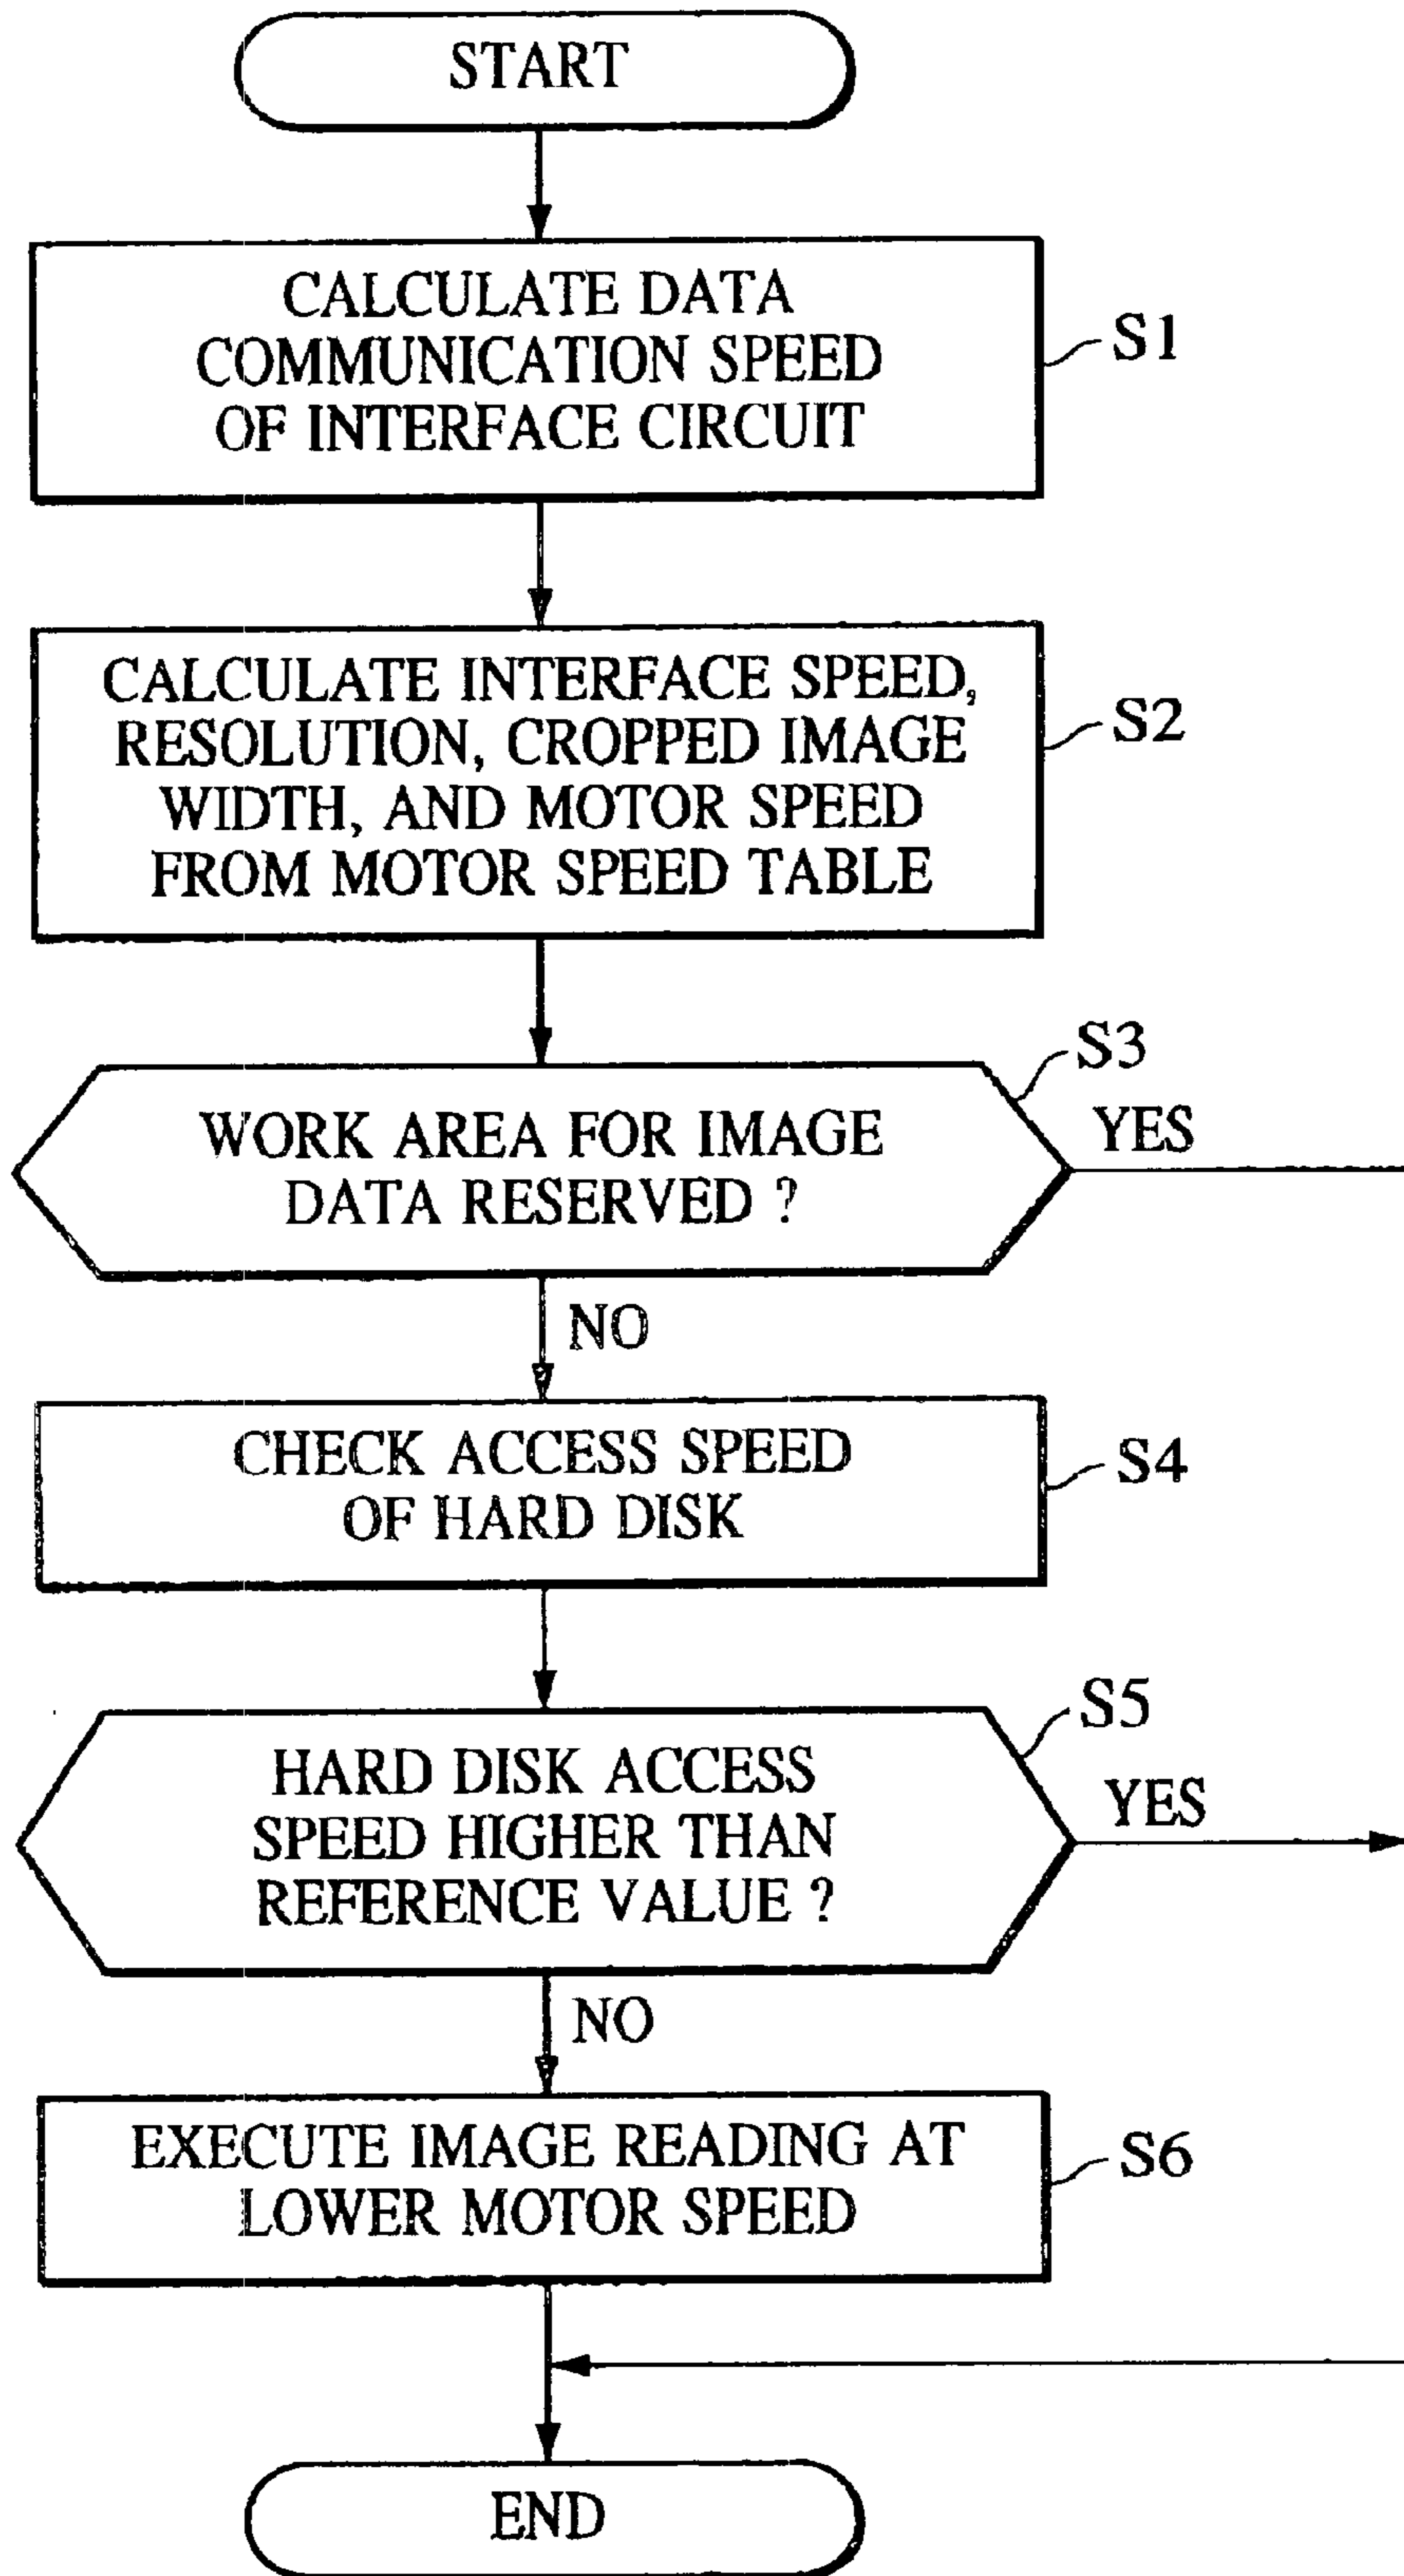 START
CALCULATE DATA
COMMUNICATION SPEED
OF INTERFACE CIRCUIT
S1
CALCULATE INTERFACE SPEED,
RESOLUTION, CROPPED IMAGE
WIDTH, AND MOTOR SPEED
FROM MOTOR SPEED TABLE
S2
S3
WORK AREA FOR IMAGE
DATA RESERVED ?
YES
NO
CHECK ACCESS SPEED
OF HARD DISK
S4
S5
HARD DISK ACCESS
SPEED HIGHER THAN
REFERENCE VALUE ?
YES
NO
EXECUTE IMAGE READING AT
LOWER MOTOR SPEED
S6
END